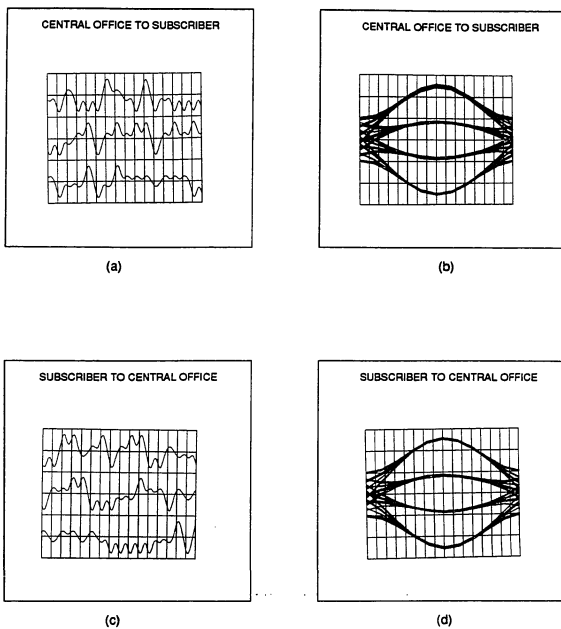 CENTRAL OFFICE TO SUBSCRIBER
CENTRAL OFFICE TO SUBSCRIBER
(a)
(b)
SUBSCRIBER TO CENTRAL OFFICE
SUBSCRIBER TO CENTRAL OFFICE
(c)
(d)